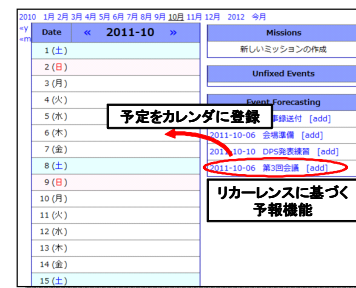 2010 1月 2月 3月 4月 5月 6月 7月 8月 9月 10月 11月 12月 2012 今月
«y
«m
Date « 2011-10 »
1 (土)
2 (日)
3 (月)
4 (火)
5 (水)
6 (木)
7 (金)
8 (土)
9 (日)
10 (月)
11 (火)
12 (水)
13 (木)
14 (金)
15 (土)
Missions
新しいミッションの作成
Unfixed Events
Event Forecasting
予定をカレンダに登録
録送付 [add]
2011-10-06 会場準備 [add]
2011-10-10 DPS発表練習 [add]
2011-10-06 第3回会議 [add]
リカーレンスに基づく
予報機能